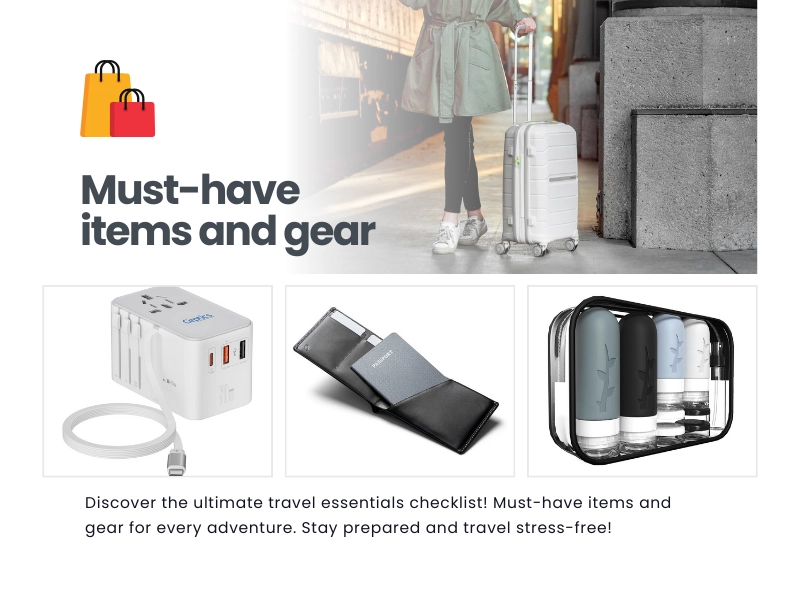 Must-have
items and gear
PASSPORT
Discover the ultimate travel essentials checklist! Must-have items and
gear for every adventure. Stay prepared and travel stress-free!